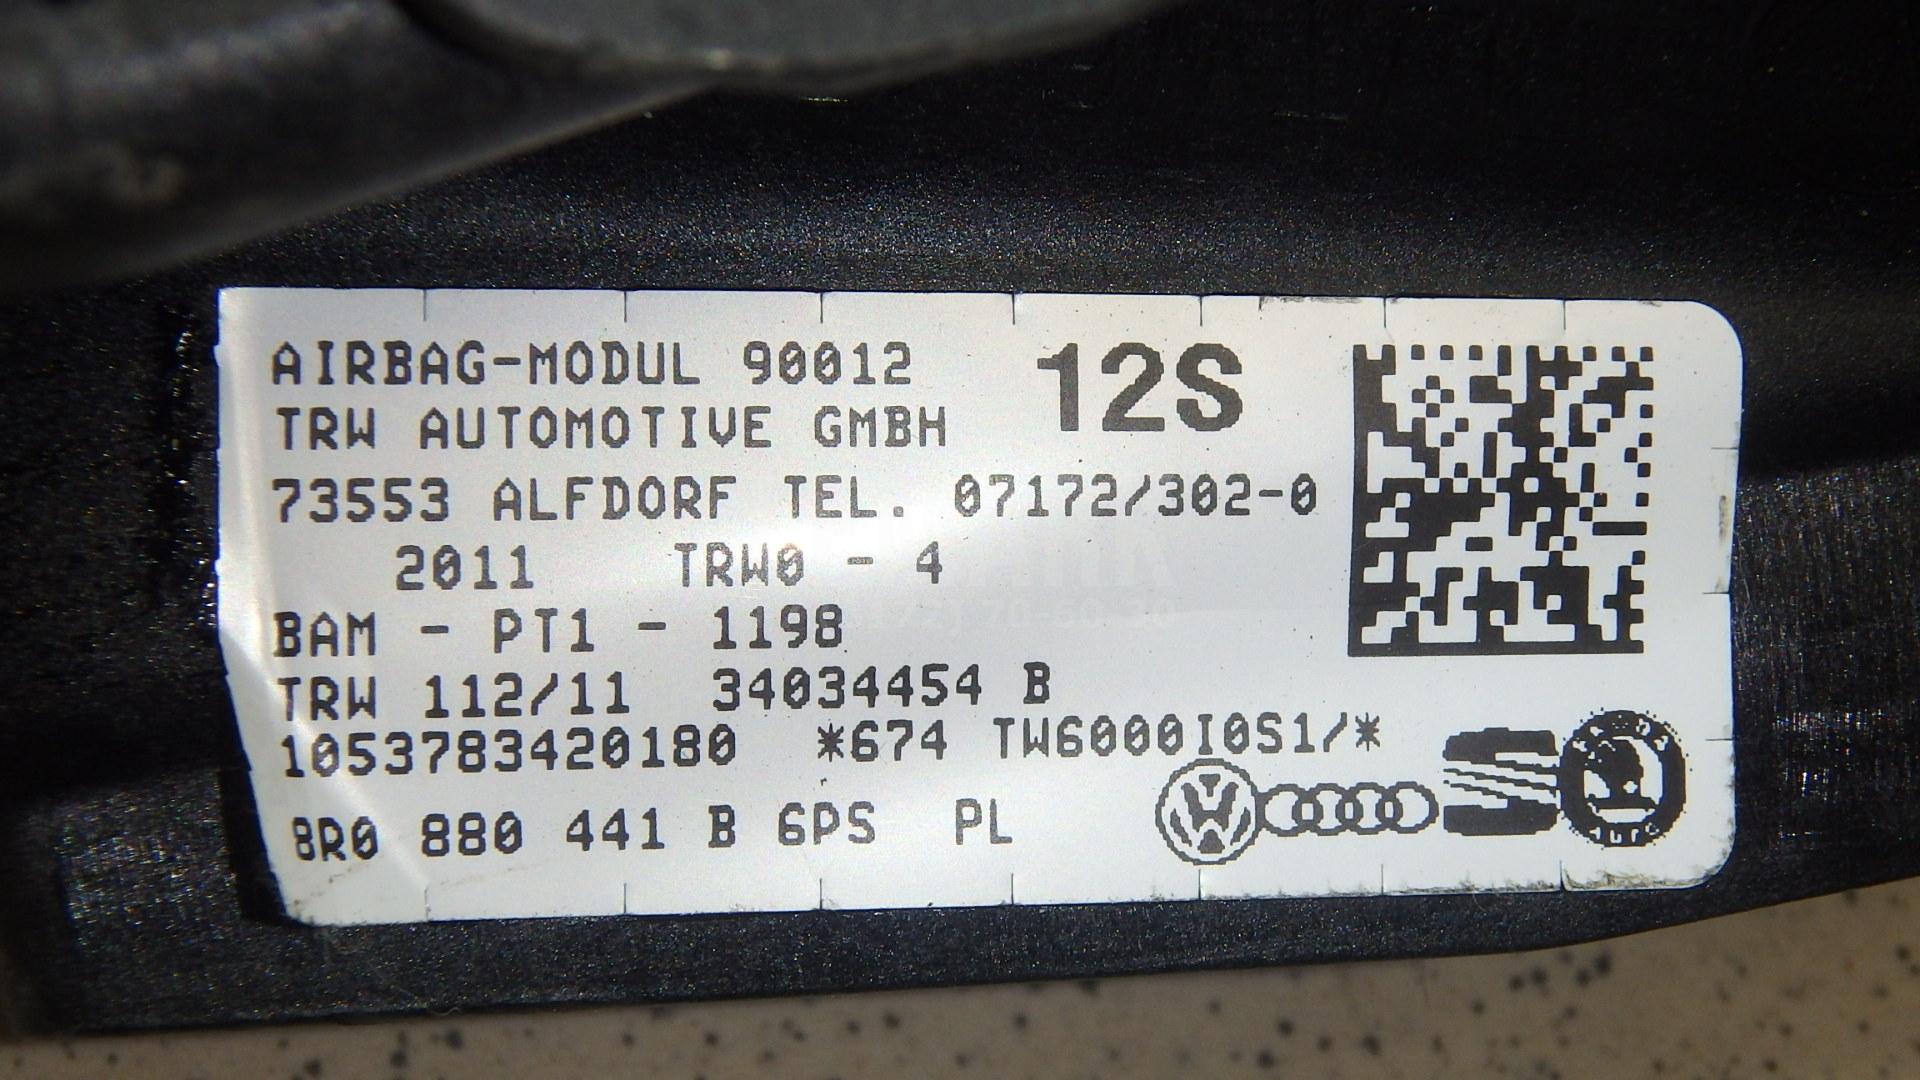 AIRBAG-MODUL 90012 12S
TRW AUTOMOTIVE GMBH
73553 ALFDORF TEL. 07172/302-0
2011 TRW0 - 4
BAM - PT1 - 1198
TRW 112/11 34034454 B
1053783420180 *674 TW6000I0S1/*
8R0 880 441 B 6PS PL